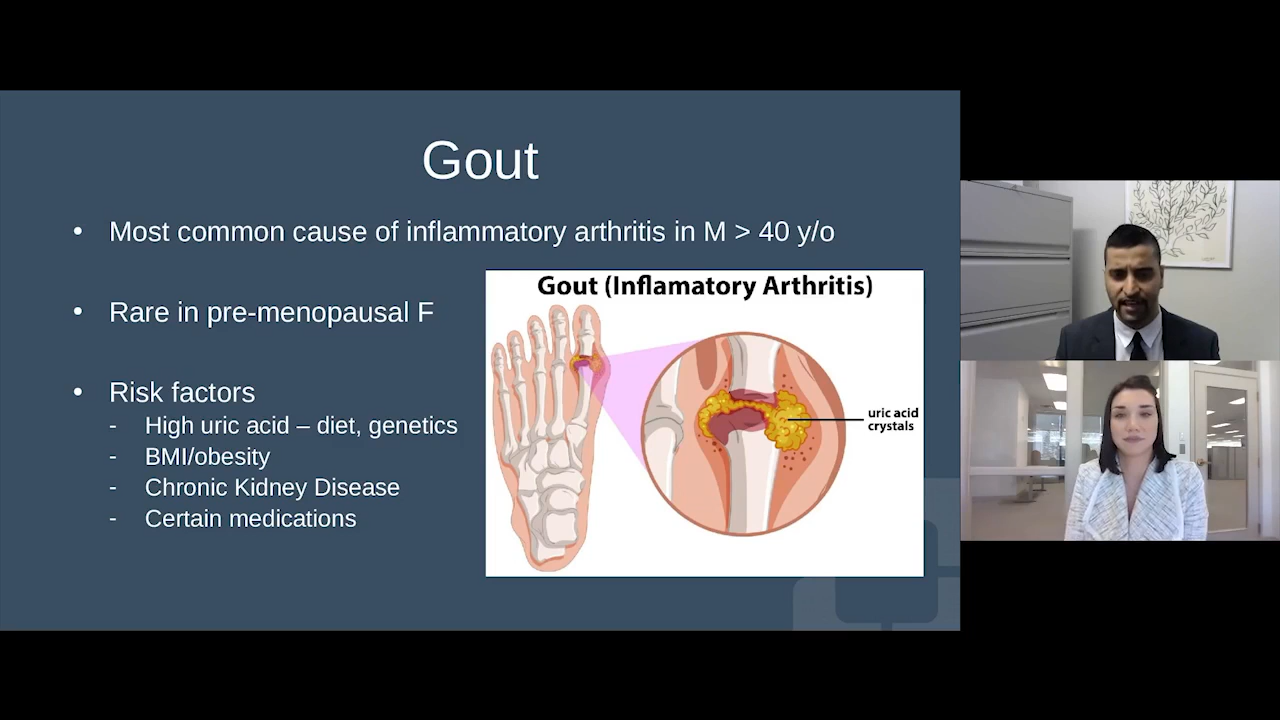 Gout
• Most common cause of inflammatory arthritis in M > 40 y/o
• Rare in pre-menopausal F
• Risk factors
- High uric acid – diet, genetics
- BMI/obesity
- Chronic Kidney Disease
- Certain medications
Gout (Inflamatory Arthritis)
uric acid
crystals